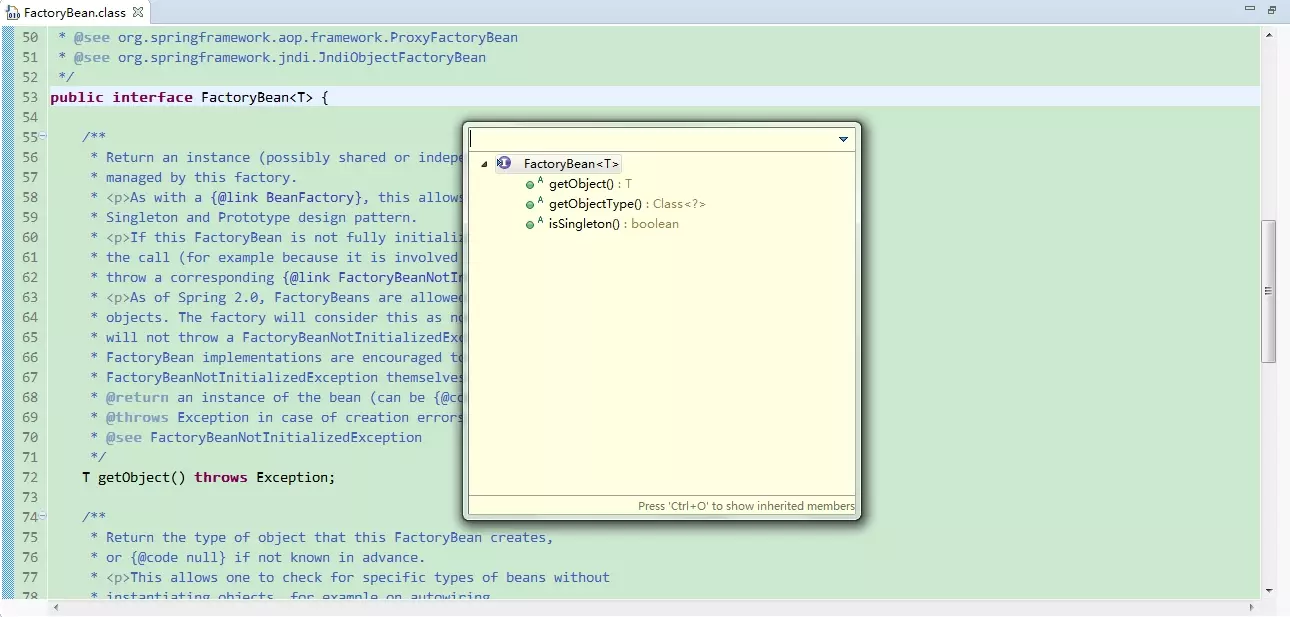 FactoryBean.class
50 * @see org.springframework.aop.framework.ProxyFactoryBean
51 * @see org.springframework.jndi.JndiObjectFactoryBean
52 */
53 public interface FactoryBean<T> {
54
55 /**
56 * Return an instance (possibly shared or indepe
57 * managed by this factory.
58 * <p>As with a {@link BeanFactory}, this allows
59 * Singleton and Prototype design pattern.
60 * <p>If this FactoryBean is not fully initializ
61 * the call (for example because it is involved
62 * throw a corresponding {@link FactoryBeanNotIn
63 * <p>As of Spring 2.0, FactoryBeans are allowed
64 * objects. The factory will consider this as no
65 * will not throw a FactoryBeanNotInitializedExc
66 * FactoryBean implementations are encouraged to
67 * FactoryBeanNotInitializedException themselves
68 * @return an instance of the bean (can be {@co
69 * @throws Exception in case of creation errors
70 * @see FactoryBeanNotInitializedException
71 */
72 T getObject() throws Exception;
73
74 /**
75 * Return the type of object that this FactoryBean creates,
76 * or {@code null} if not known in advance.
77 * <p>This allows one to check for specific types of beans without
78 * instantiating objects, for example on autowiring.
FactoryBean<T>
getObject() : T
getObjectType() : Class<?>
isSingleton() : boolean
Press 'Ctrl+O' to show inherited members